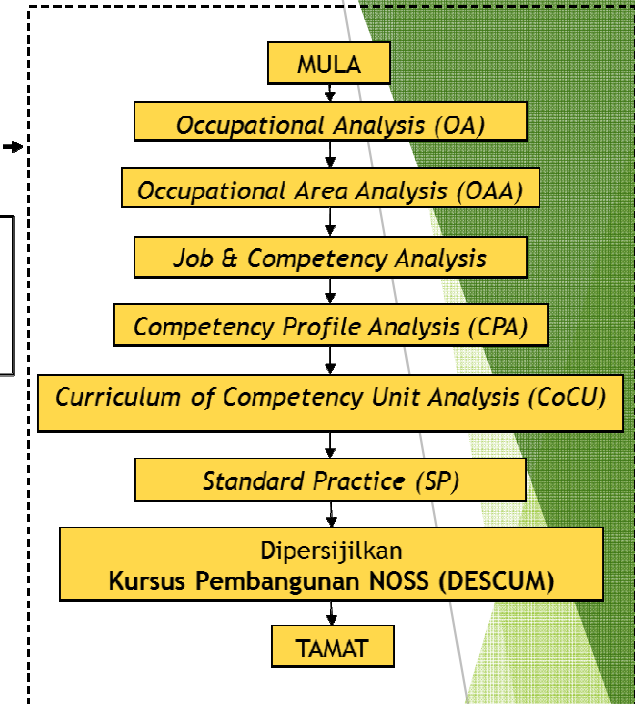 MULA
Occupational Analysis (OA)
Occupational Area Analysis (OAA)
Job & Competency Analysis
Competency Profile Analysis (CPA)
Curriculum of Competency Unit Analysis (CoCU)
Standard Practice (SP)
Dipersijilkan
Kursus Pembangunan NOSS (DESCUM)
TAMAT